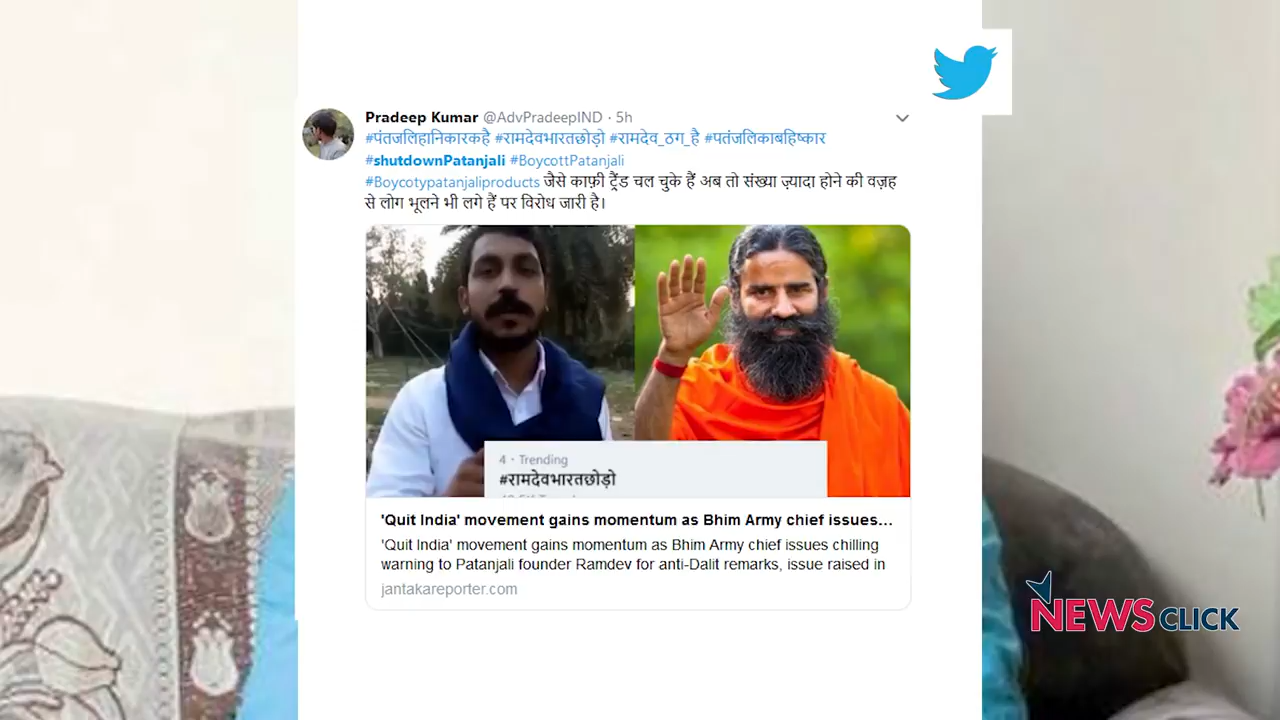 Pradeep Kumar @AdvPradeepIND · 5h
#पंतजलिहानिकारकहै #रामदेवभारतछोड़ो #रामदेव_ठग_है #पतंजलिकाबहिष्कार
#shutdownPatanjali #BoycottPatanjali
#Boycotypatanjaliproducts जैसे काफ़ी ट्रैंड चल चुके हैं अब तो संख्या ज़्यादा होने की वज़ह
से लोग भूलने भी लगे हैं पर विरोध जारी है।
4 · Trending
#रामदेवभारतछोड़ो
'Quit India' movement gains momentum as Bhim Army chief issues...
'Quit India' movement gains momentum as Bhim Army chief issues chilling
warning to Patanjali founder Ramdev for anti-Dalit remarks, issue raised in
jantakareporter.com
NEWSCLICK